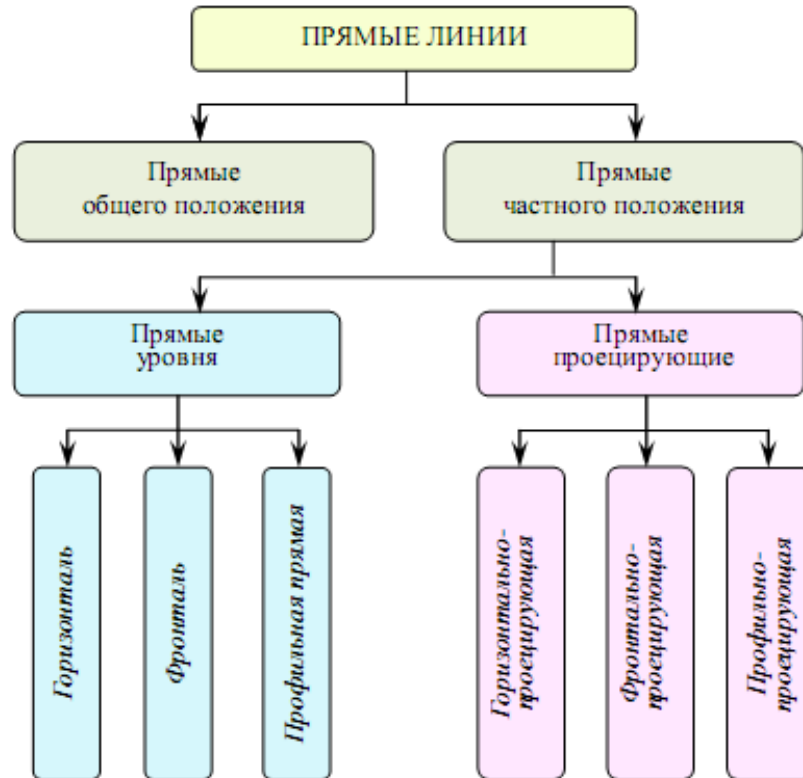 ПРЯМЫЕ ЛИНИИ
Прямые
общего положения
Прямые
частного положения
Прямые
уровня
Прямые
проецирующие
Горизонталь
Фронталь
Профильная прямая
Горизонтально-
проецирующая
Фронтально-
проецирующая
Профильно-
проецирующая